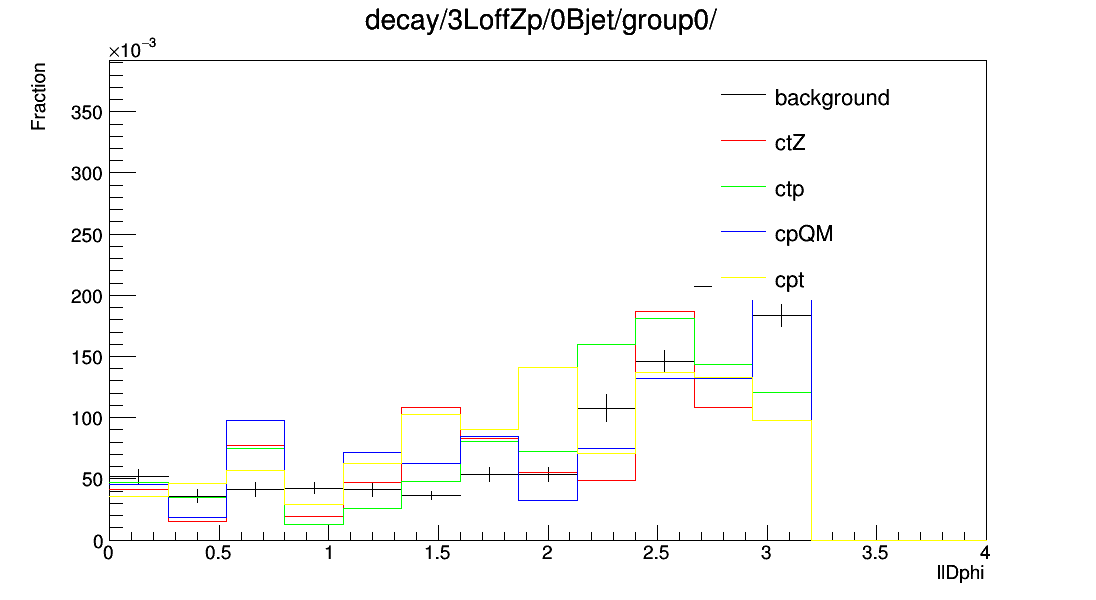 decay/3LoffZp/0Bjet/group0/
×10⁻³
Fraction
350
300
250
200
150
100
50
0
background
ctZ
ctp
cpQM
cpt
0 0.5 1 1.5 2 2.5 3 3.5 4
llDphi